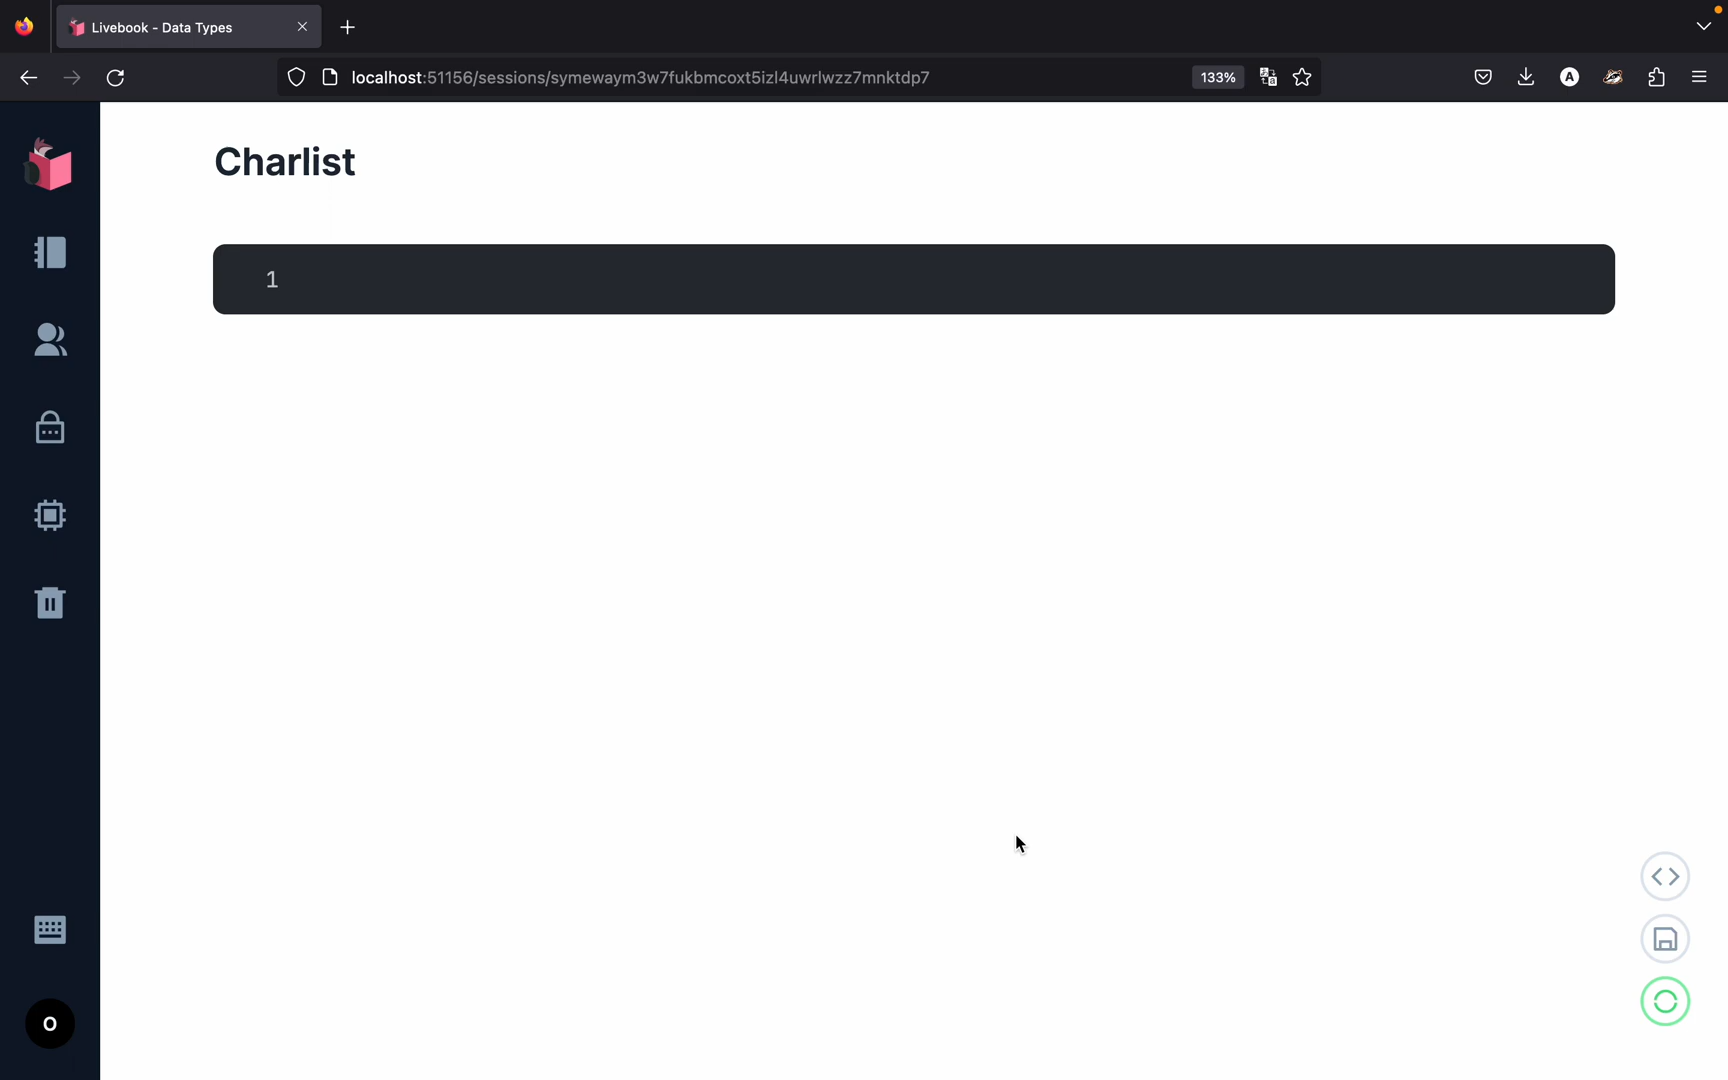 Livebook - Data Types
localhost:51156/sessions/symewaym3w7fukbmcoxt5izl4uwrlwzz7mnktdp7
133%
A
Charlist
1
O